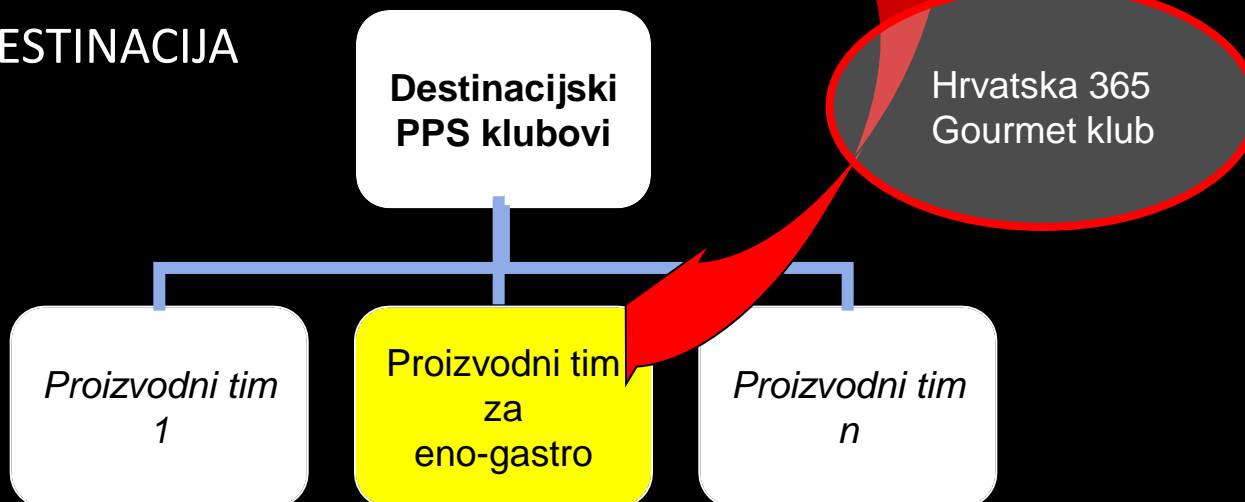 ESTINACIJA
Destinacijski
PPS klubovi
Hrvatska 365
Gourmet klub
Proizvodni tim
1
Proizvodni tim
za
eno-gastro
Proizvodni tim
n